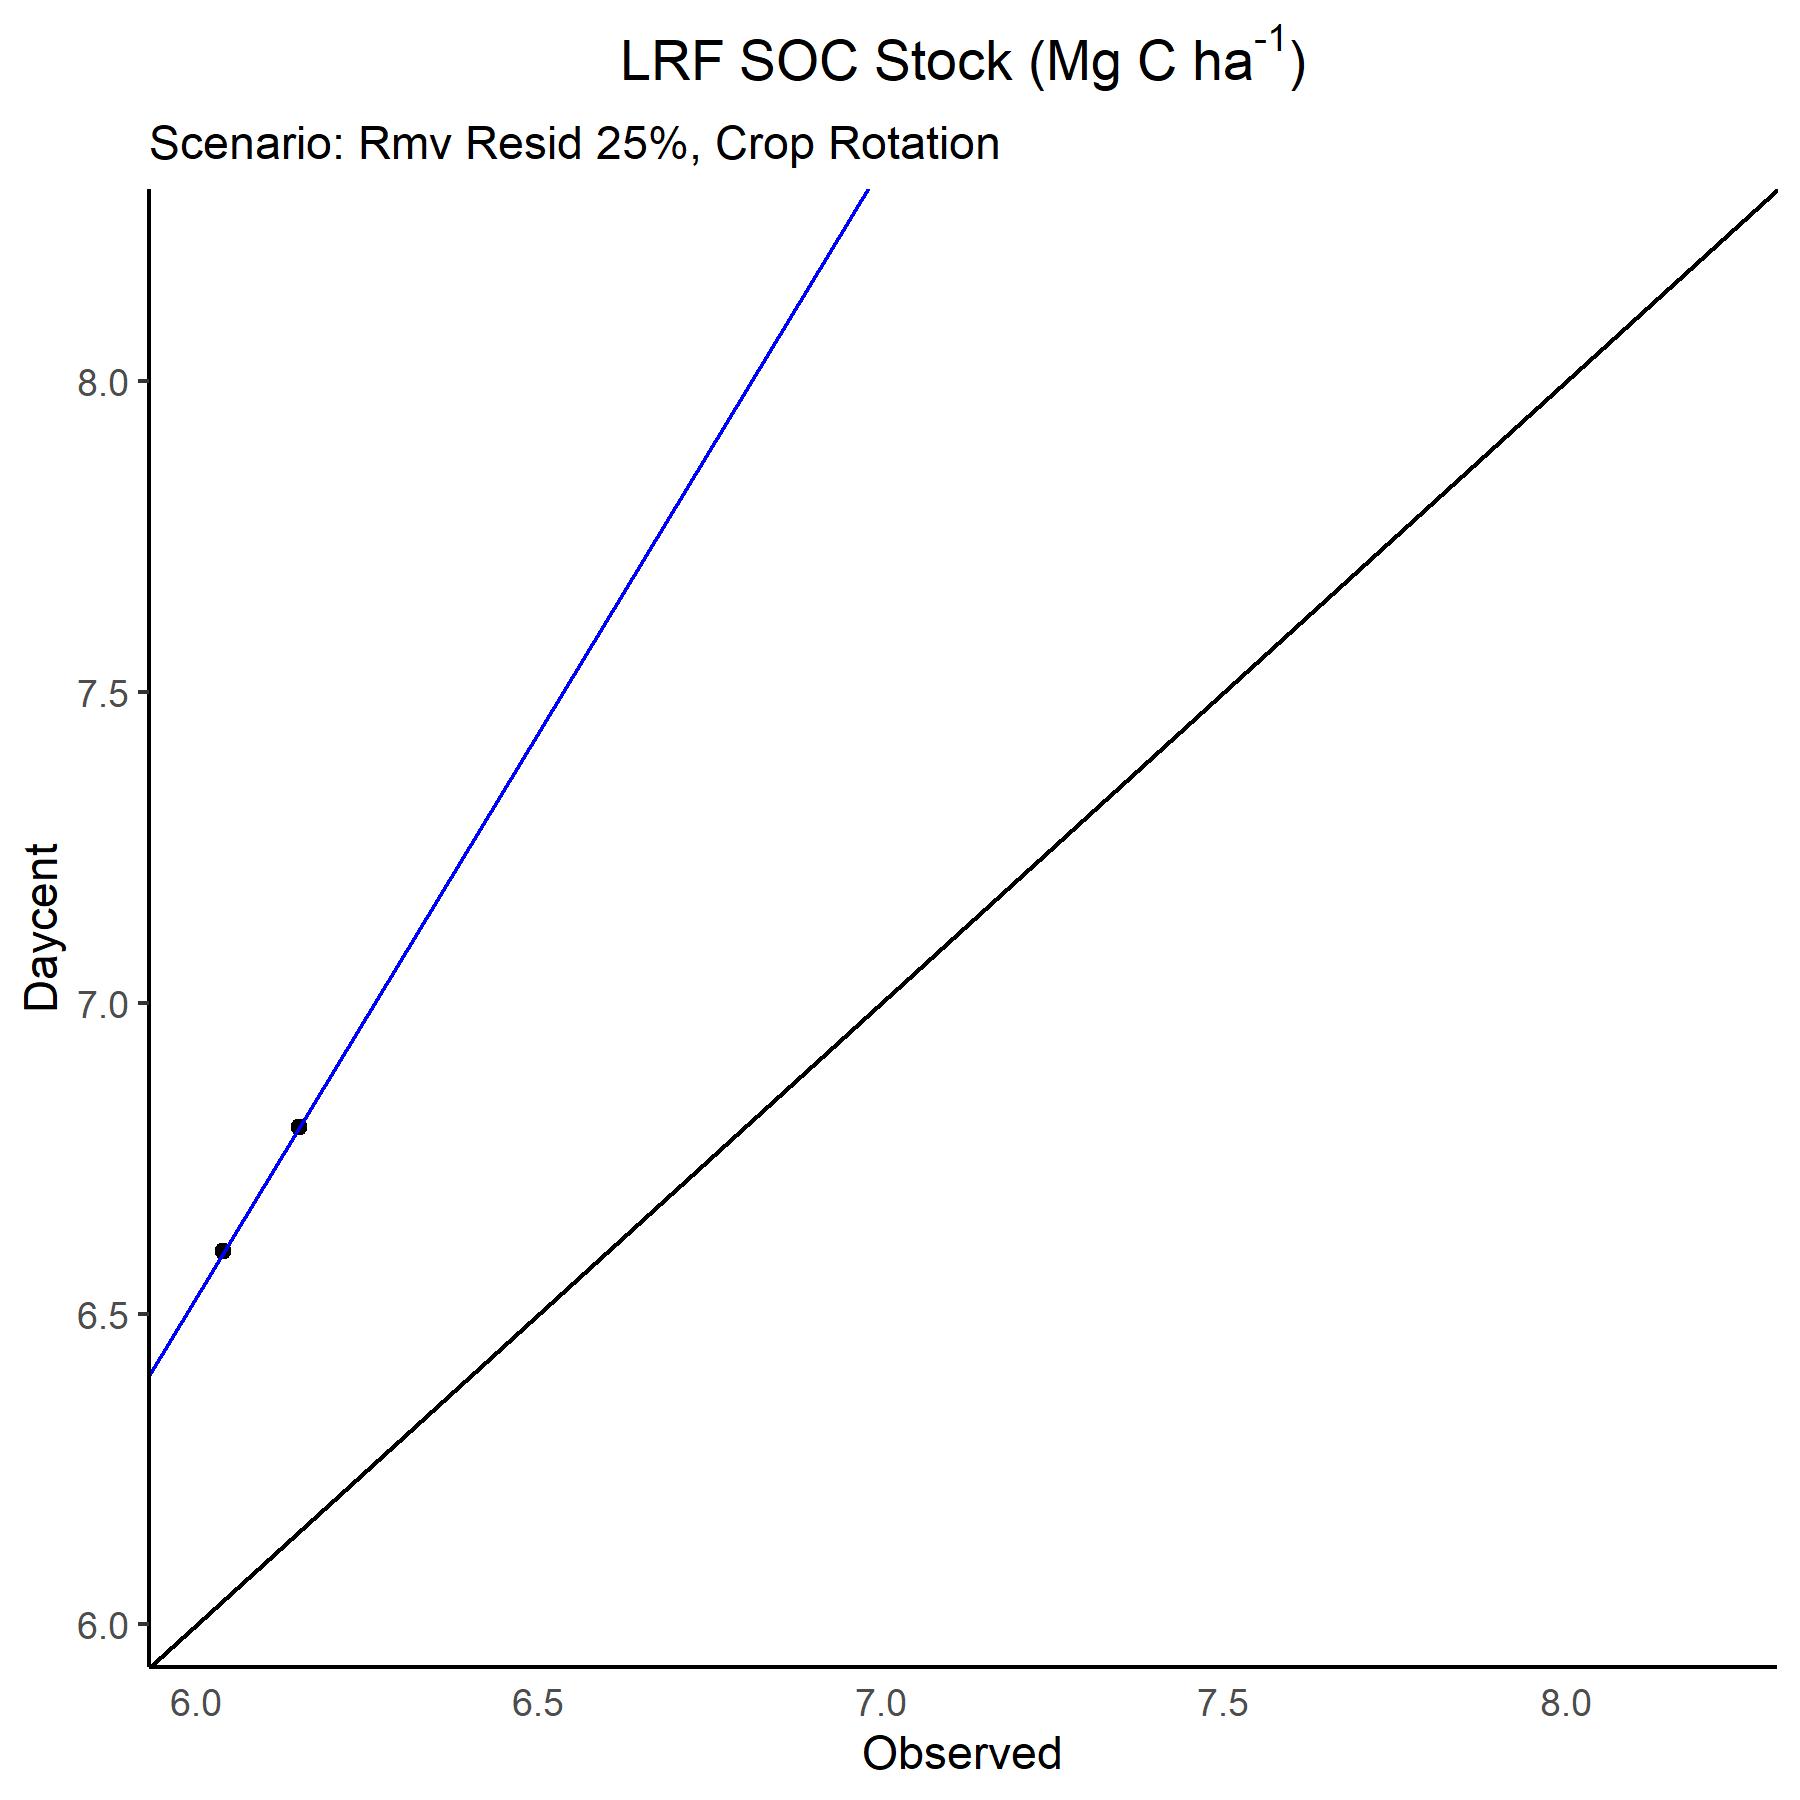 LRF SOC Stock (Mg C ha⁻¹)
Scenario: Rmv Resid 25%, Crop Rotation
8.0
7.5
7.0
6.5
6.0
Daycent
6.0 6.5 7.0 7.5 8.0
Observed